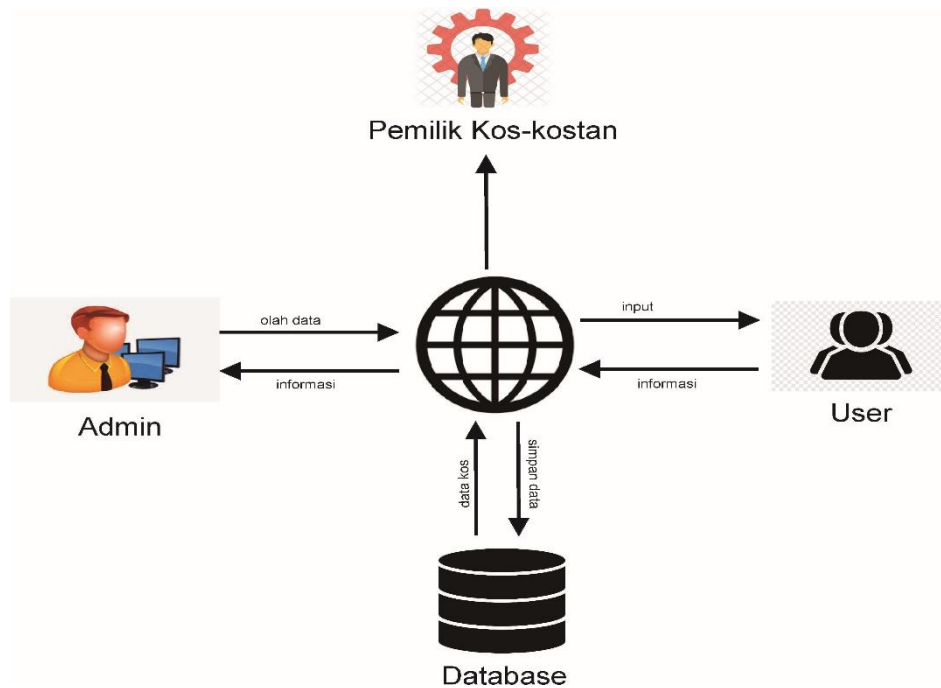 Pemilik Kos-kostan
olah data
informasi
Admin
input
informasi
User
data kos
simpan data
Database